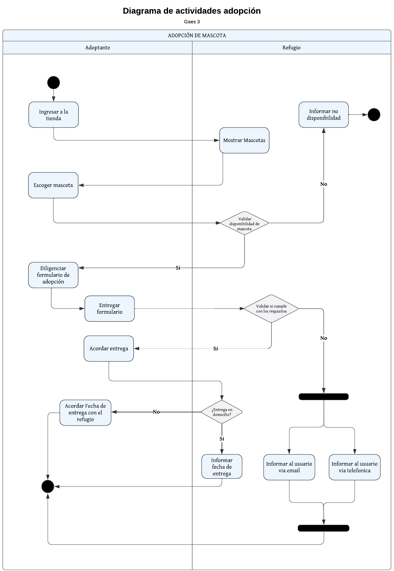 Diagrama de actividades adopción
Gaes 3
ADOPCIÓN DE MASCOTA
Adoptante
Refugio
Ingresar a la
tienda
Informar no
disponibilidad
Mostrar Mascotas
Escoger mascota
No
Validar
disponibilidad de
mascota
Si
Diligenciar
formulario de
adopción
Entregar
formulario
Validar si cumple
con los requisitos
No
Si
Acordar entrega
Acordar Fecha de
entrega con el
refugio
No
¿Entrega en
domicilio?
Si
Informar
fecha de
entrega
Informar al usuario
via email
Informar al usuario
via telefonica